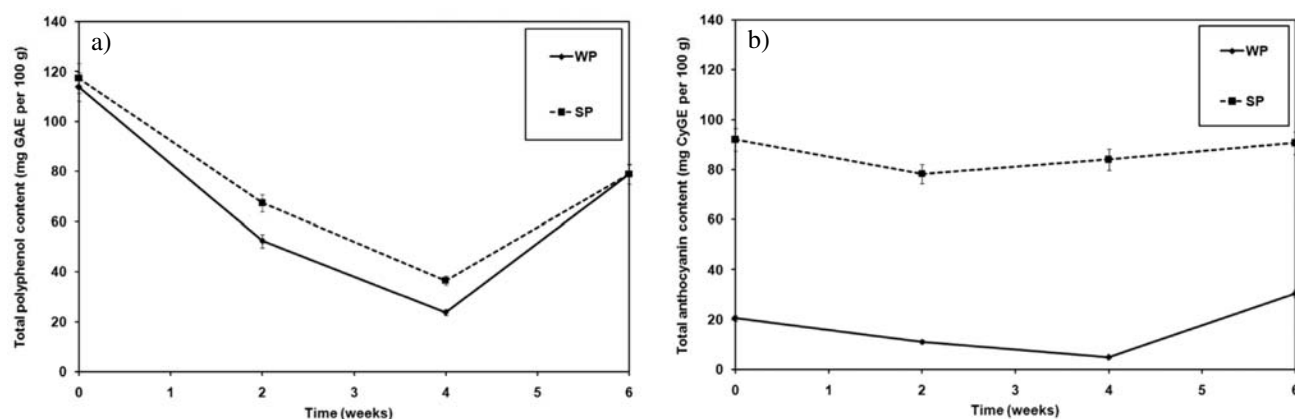 a)
Total polyphenol content (mg GAE per 100 g)
140
120
100
80
60
40
20
0
0 1 2 3 4 5 6
Time (weeks)
WP
SP
b)
Total anthocyanin content (mg CyGE per 100 g)
140
120
100
80
60
40
20
0
0 1 2 3 4 5 6
Time (weeks)
WP
SP